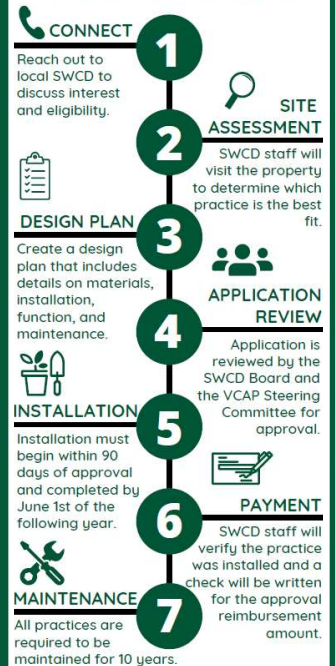 CONNECT
1
Reach out to
local SWCD to
discuss interest
and eligibility.
SITE
ASSESSMENT
2
SWCD staff will
visit the property
to determine which
practice is the best
fit.
DESIGN PLAN
3
Create a design
plan that includes
details on materials,
installation,
function, and
maintenance.
APPLICATION
REVIEW
4
Application is
reviewed by the
SWCD Board and
the VCAP Steering
Committee for
approval.
INSTALLATION
5
Installation must
begin within 90
days of approval
and completed by
June 1st of the
following year.
PAYMENT
6
SWCD staff will
verify the practice
was installed and a
check will be written
for the approval
reimbursement
amount.
MAINTENANCE
7
All practices are
required to be
maintained for 10 years.